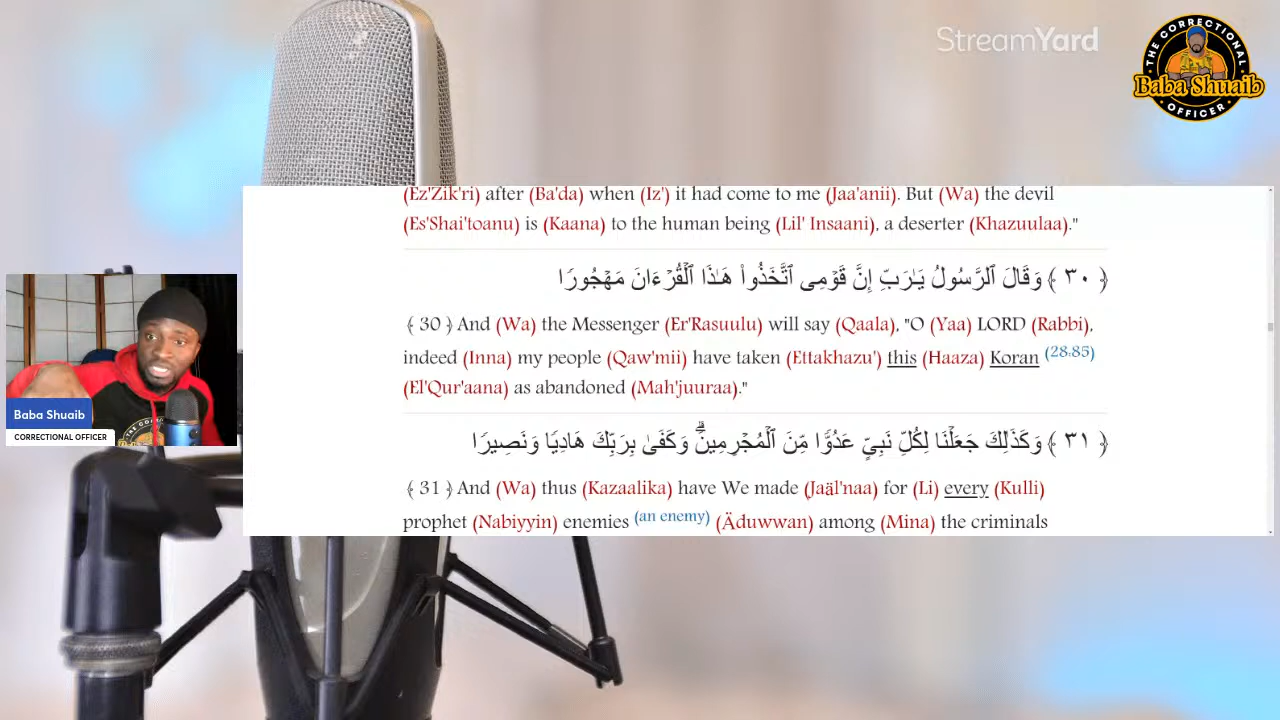 StreamYard
THE CORRECTIONAL
Baba Shuaib
OFFICER
(Ez'Zik'ri) after (Ba'da) when (Iz') it had come to me (Jaa'anii). But (Wa) the devil
(Es'Shai'toanu) is (Kaana) to the human being (Lil' Insaani), a deserter (Khazuulaa)."
﴿ ٣٠ ﴾ وَقَالَ ٱلرَّسُولُ يَـٰرَبِّ إِنَّ قَوْمِى ٱتَّخَذُوا۟ هَـٰذَا ٱلْقُرْءَانَ مَهْجُورًا
﴾ 30 ﴿ And (Wa) the Messenger (Er'Rasuulu) will say (Qaala), "O (Yaa) LORD (Rabbi),
indeed (Inna) my people (Qaw'mii) have taken (Ettakhazu') this (Haaza) Koran (28:85)
(El'Qur'aana) as abandoned (Mah'juuraa)."
﴿ ٣١ ﴾ وَكَذَٰلِكَ جَعَلْنَا لِكُلِّ نَبِىٍّ عَدُوًّا مِّنَ ٱلْمُجْرِمِينَ ۗ وَكَفَىٰ بِرَبِّكَ هَادِيًا وَنَصِيرًا
﴾ 31 ﴿ And (Wa) thus (Kazaalika) have We made (Jaäl'naa) for (Li) every (Kulli)
prophet (Nabiyyin) enemies (an enemy) (Äduwwan) among (Mina) the criminals
Baba Shuaib
CORRECTIONAL OFFICER